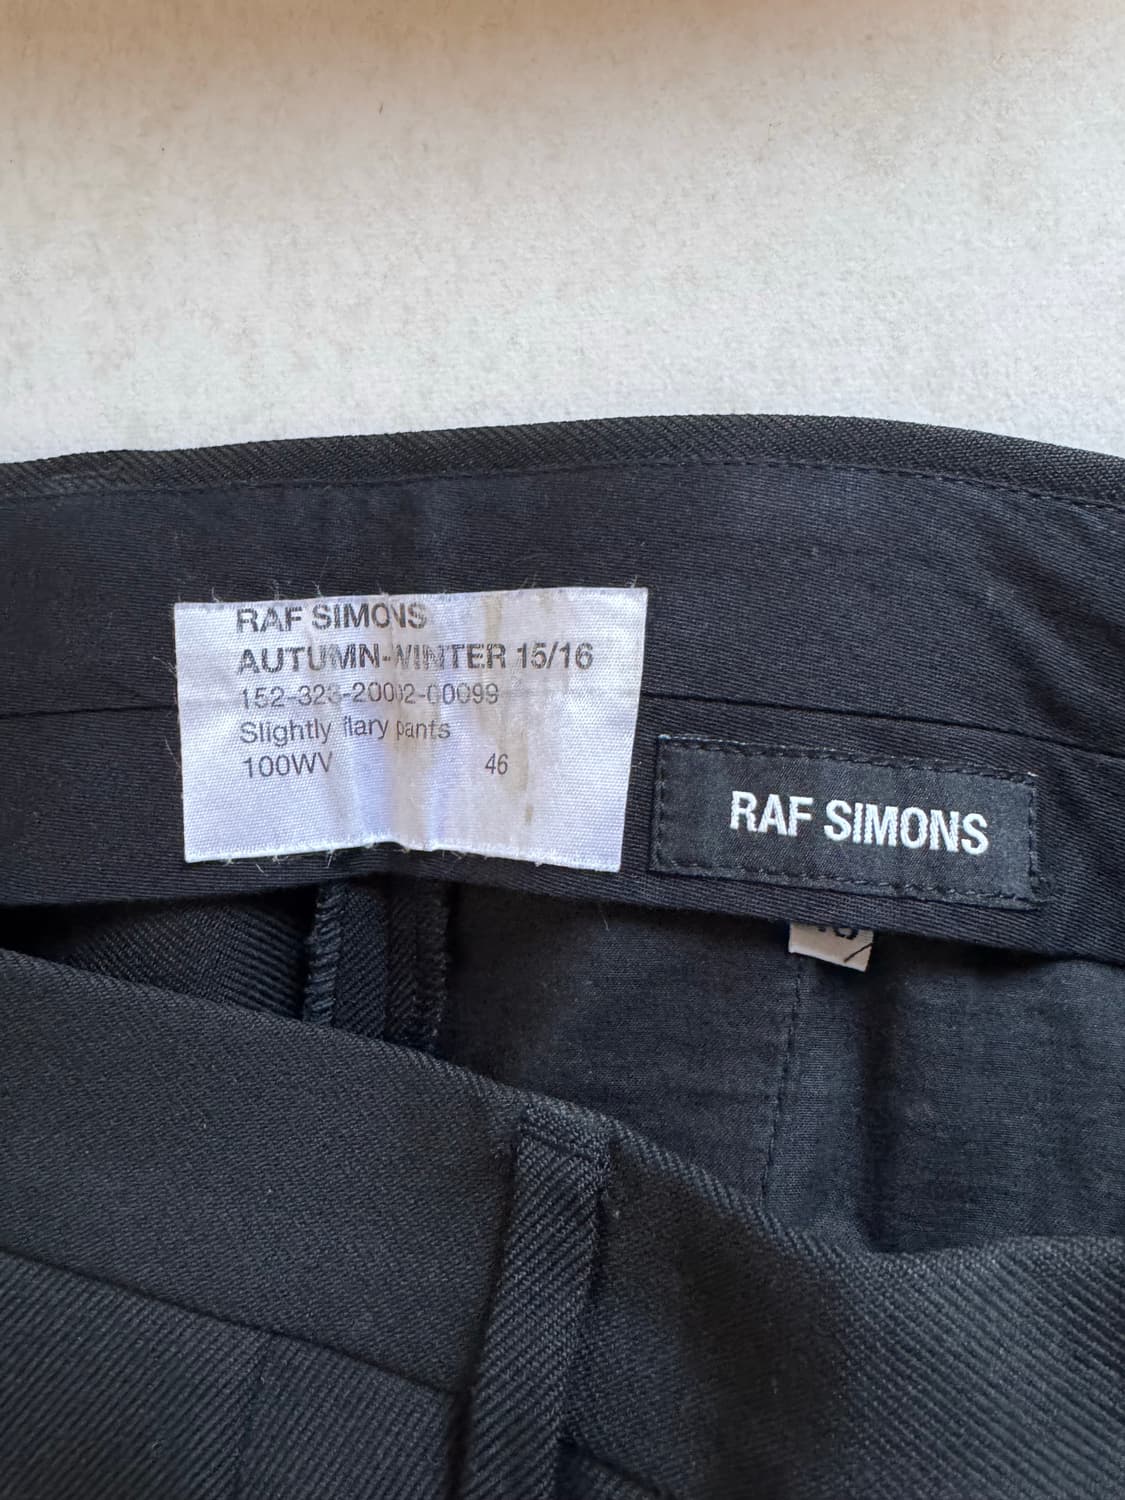 RAF SIMONS
AUTUMN-WINTER 15/16
152-323-20002-00099
Slightly flary pants
100WV 46
RAF SIMONS